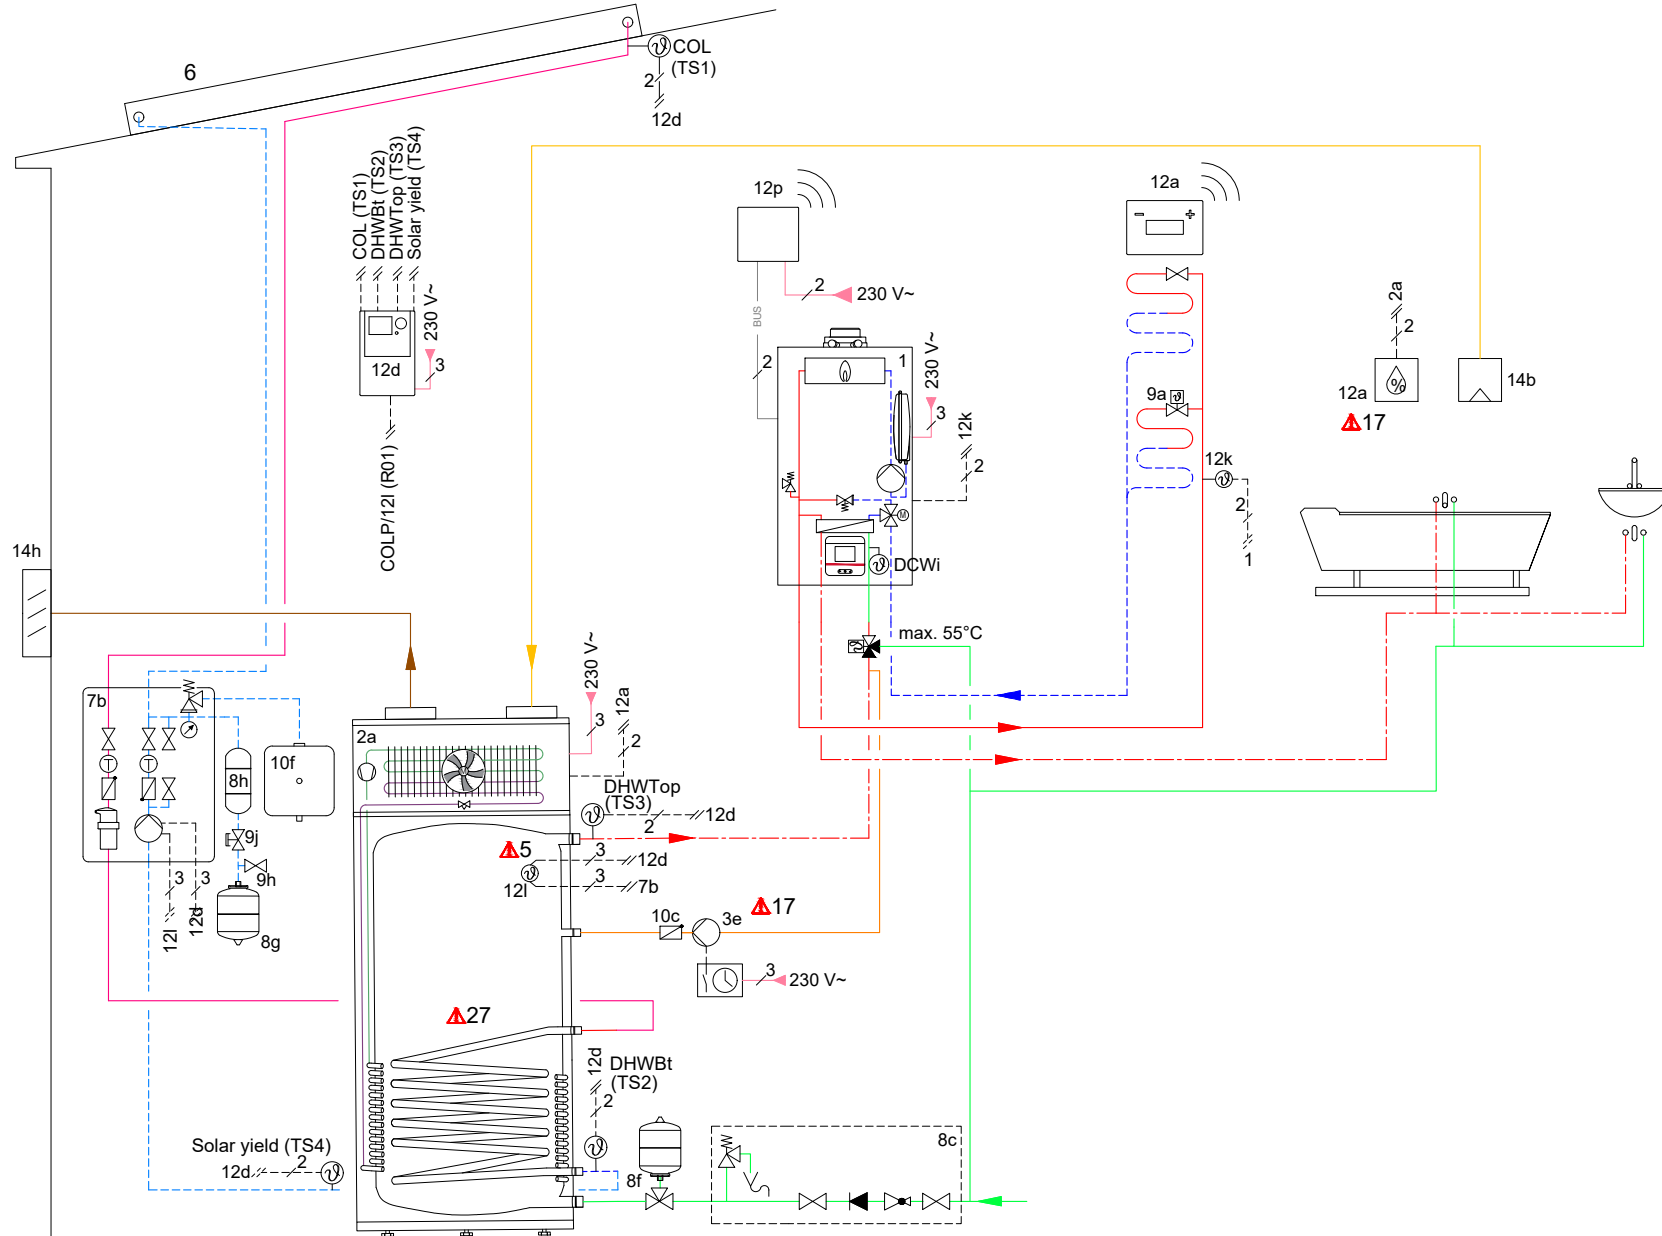 6
COL
(TS1)
2
12d
COL (TS1)
DHWBt (TS2)
DHWTop (TS3)
Solar yield (TS4)
230 V~
3
12d
COLP/12l (R01)
12p
2
230 V~
BUS
2
1
230 V~
3
12k
2
DCWi
max. 55°C
12a
9a
12k
2
1
2a
2
12a
17
14b
14h
7b
10f
8h
9j
9h
8g
3
3
12l
12d
2a
230 V~
3
12a
2
DHWTop
(TS3)
2
12d
5
3
12d
12l
3
7b
10c
3e
17
3
230 V~
27
12d
2
DHWBt
(TS2)
Solar yield (TS4)
12d
2
8f
8c